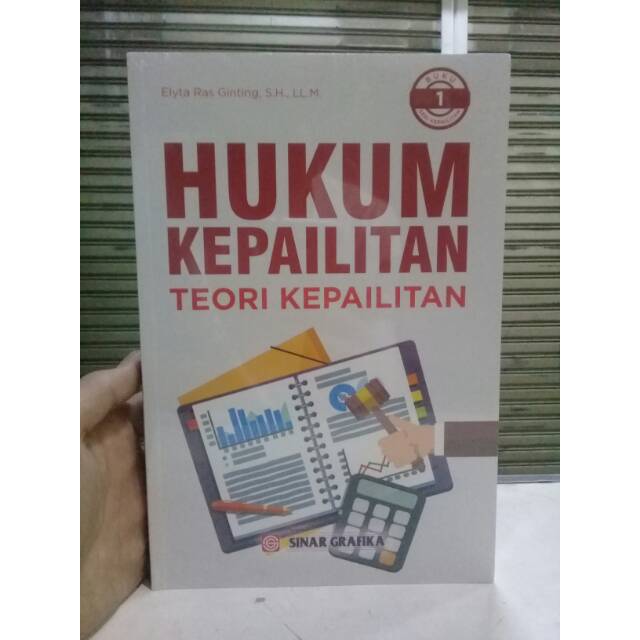 Elyta Ras Ginting, S.H., LL.M
BUKU
1
HUKUM
KEPAILITAN
TEORI KEPAILITAN
SINAR GRAFIKA